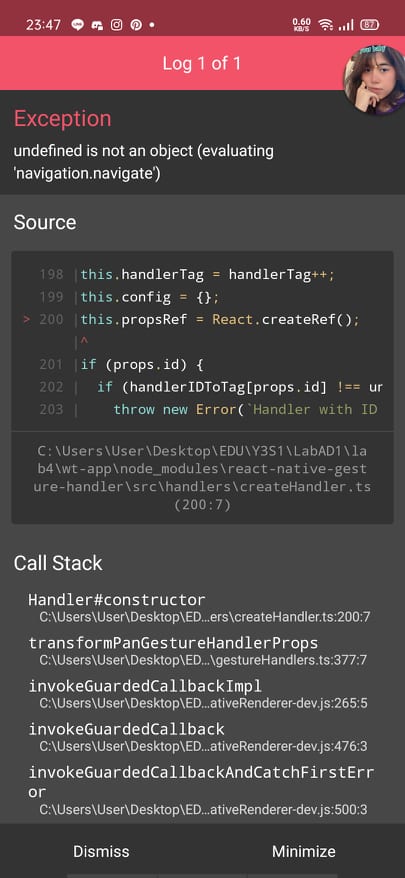 23:47
0.60
KB/S
87
Log 1 of 1
Exception
undefined is not an object (evaluating
'navigation.navigate')
Source
198 |this.handlerTag = handlerTag++;
199 |this.config = {};
> 200 |this.propsRef = React.createRef();
|^
201 |if (props.id) {
202 | if (handlerIDToTag[props.id] !== ur
203 | throw new Error(`Handler with ID
C:\Users\User\Desktop\EDU\Y3S1\LabAD1\la
b4\wt-app\node_modules\react-native-gest
ure-handler\src\handlers\createHandler.ts
(200:7)
Call Stack
Handler#constructor
C:\Users\User\Desktop\ED…ers\createHandler.ts:200:7
transformPanGestureHandlerProps
C:\Users\User\Desktop\ED…\gestureHandlers.ts:377:7
invokeGuardedCallbackImpl
C:\Users\User\Desktop\ED…ativeRenderer-dev.js:265:5
invokeGuardedCallback
C:\Users\User\Desktop\ED…ativeRenderer-dev.js:476:3
invokeGuardedCallbackAndCatchFirstErr
or
C:\Users\User\Desktop\ED…ativeRenderer-dev.js:500:3
Dismiss
Minimize